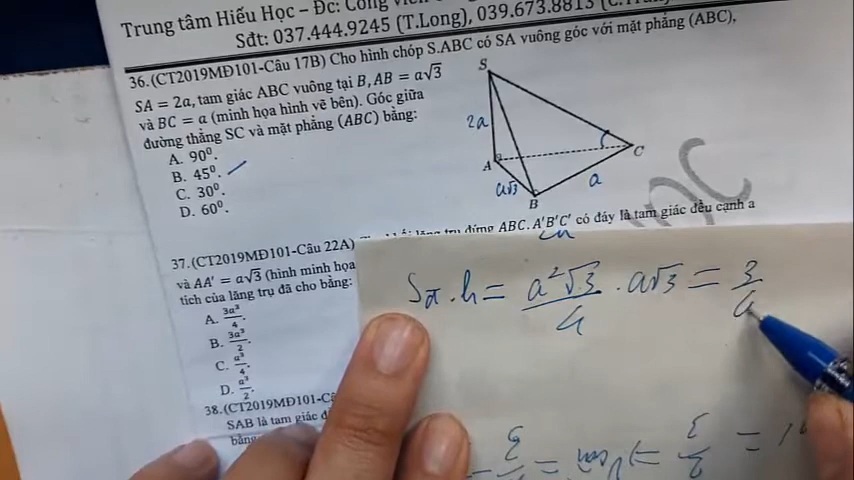 Trung tâm Hiếu Học – Đc: Công
Sđt: 037.444.9245 (T.Long), 039.673.8813
36.(CT2019MĐ101-Câu 17B) Cho hình chóp S.ABC có SA vuông góc với mặt phẳng (ABC),
SA = 2a, tam giác ABC vuông tại B, AB = a√3
và BC = a (minh họa hình vẽ bên). Góc giữa
đường thẳng SC và mặt phẳng (ABC) bằng:
A. 90⁰.
B. 45⁰.
C. 30⁰.
D. 60⁰.
S
2a
A
C
a√3
a
B
37.(CT2019MĐ101-Câu 22A) ABC.A'B'C' có đáy là tam giác đều cạnh a
và AA' = a√3 (hình minh họa
tích của lăng trụ đã cho bằng:
A. 3a³/4.
B. 3a³/2.
C. a³/4.
D. a³/2.
h = a²√3/4 . a√3 = 3/4
38.(CT2019MĐ101-
SAB là tam giác
bằng